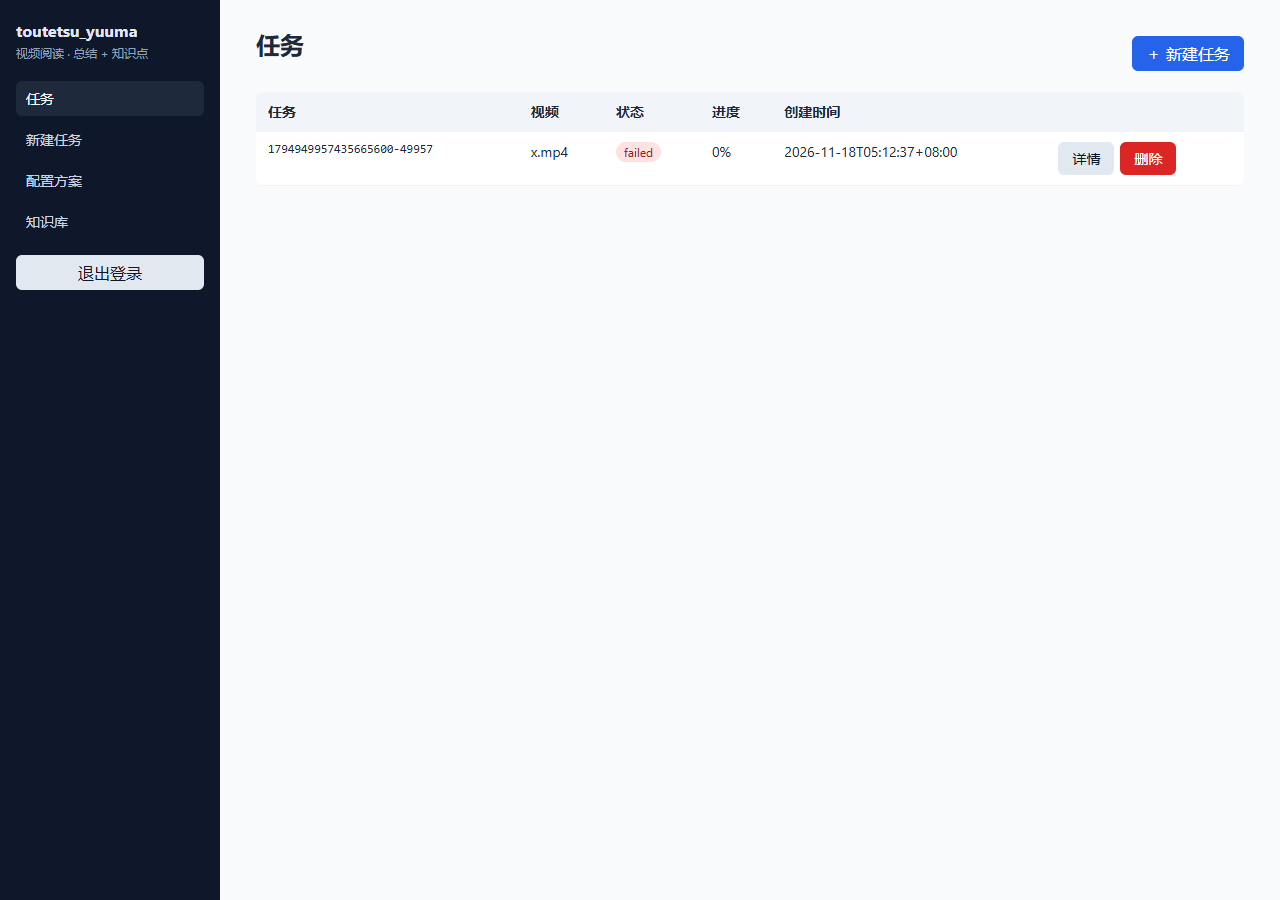 toutetsu_yuuma
视频阅读 · 总结 + 知识点
任务
新建任务
配置方案
知识库
退出登录
任务
+ 新建任务
任务 视频 状态 进度 创建时间
1794949957435665600-49957 x.mp4 failed 0% 2026-11-18T05:12:37+08:00 详情 删除